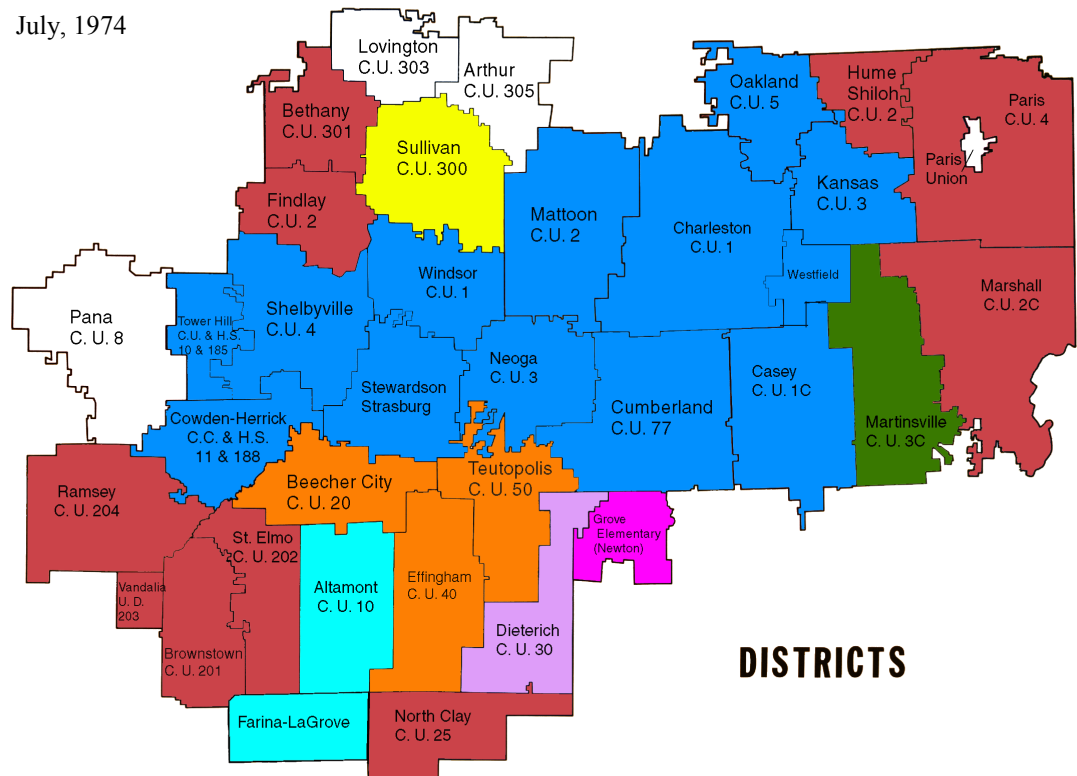 July, 1974
Lovington
C.U. 303
Arthur
C.U. 305
Bethany
C.U. 301
Sullivan
C.U. 300
Findlay
C.U. 2
Oakland
C.U. 5
Hume
Shiloh
C.U. 2
Paris
C.U. 4
Paris
Union
Kansas
C.U. 3
Mattoon
C.U. 2
Charleston
C.U. 1
Westfield
Marshall
C.U. 2C
Windsor
C.U. 1
Shelbyville
C.U. 4
Pana
C. U. 8
Tower Hill
C.U. & H.S.
10 & 185
Neoga
C. U. 3
Stewardson
Strasburg
Cumberland
C.U. 77
Casey
C. U. 1C
Martinsville
C. U. 3C
Cowden-Herrick
C.C. & H.S.
11 & 188
Beecher City
C.U. 20
Teutopolis
C. U. 50
Ramsey
C. U. 204
St. Elmo
C. U. 202
Grove
Elementary
(Newton)
Vandalia
U. D.
203
Altamont
C. U. 10
Effingham
C. U. 40
Dieterich
C. U. 30
Brownstown
C. U. 201
Farina-LaGrove
North Clay
C. U. 25
DISTRICTS